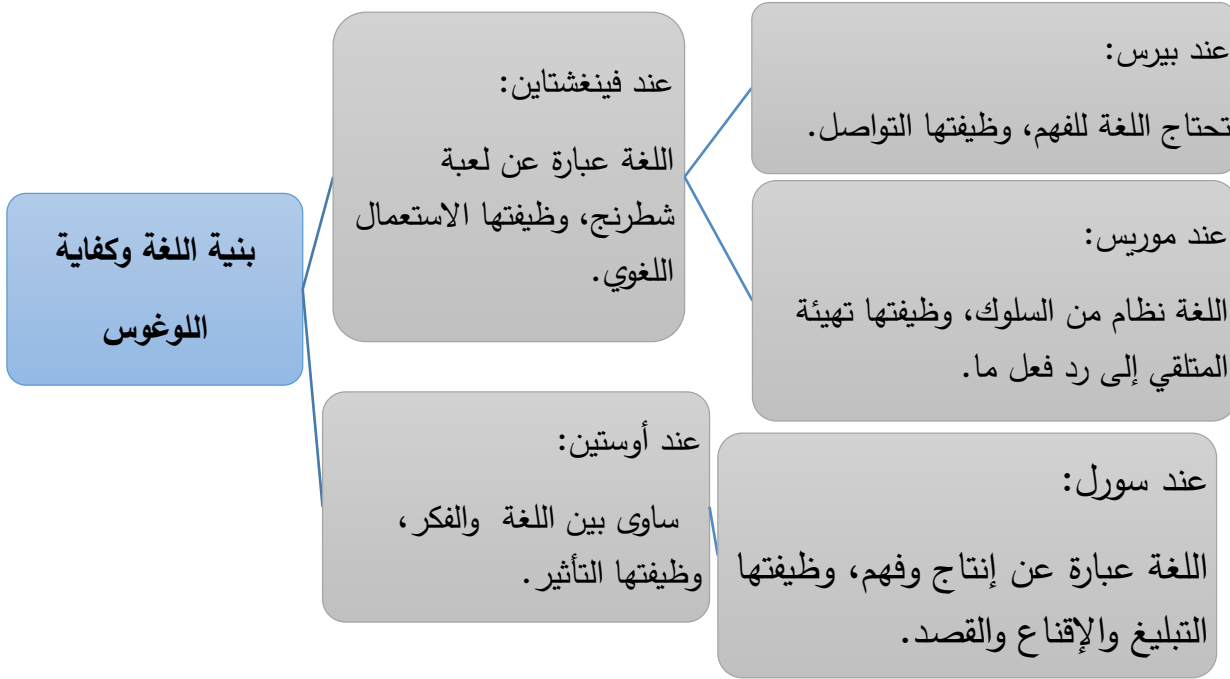 بنية اللغة وكفاية
اللوغوس
عند فينغشتاين:
اللغة عبارة عن لعبة
شطرنج، وظيفتها الاستعمال
اللغوي.
عند بيرس:
تحتاج اللغة للفهم، وظيفتها التواصل.
عند موريس:
اللغة نظام من السلوك، وظيفتها تهيئة
المتلقي إلى رد فعل ما.
عند أوستين:
ساوى بين اللغة والفكر،
وظيفتها التأثير.
عند سورل:
اللغة عبارة عن إنتاج وفهم، وظيفتها
التبليغ والإقناع والقصد.